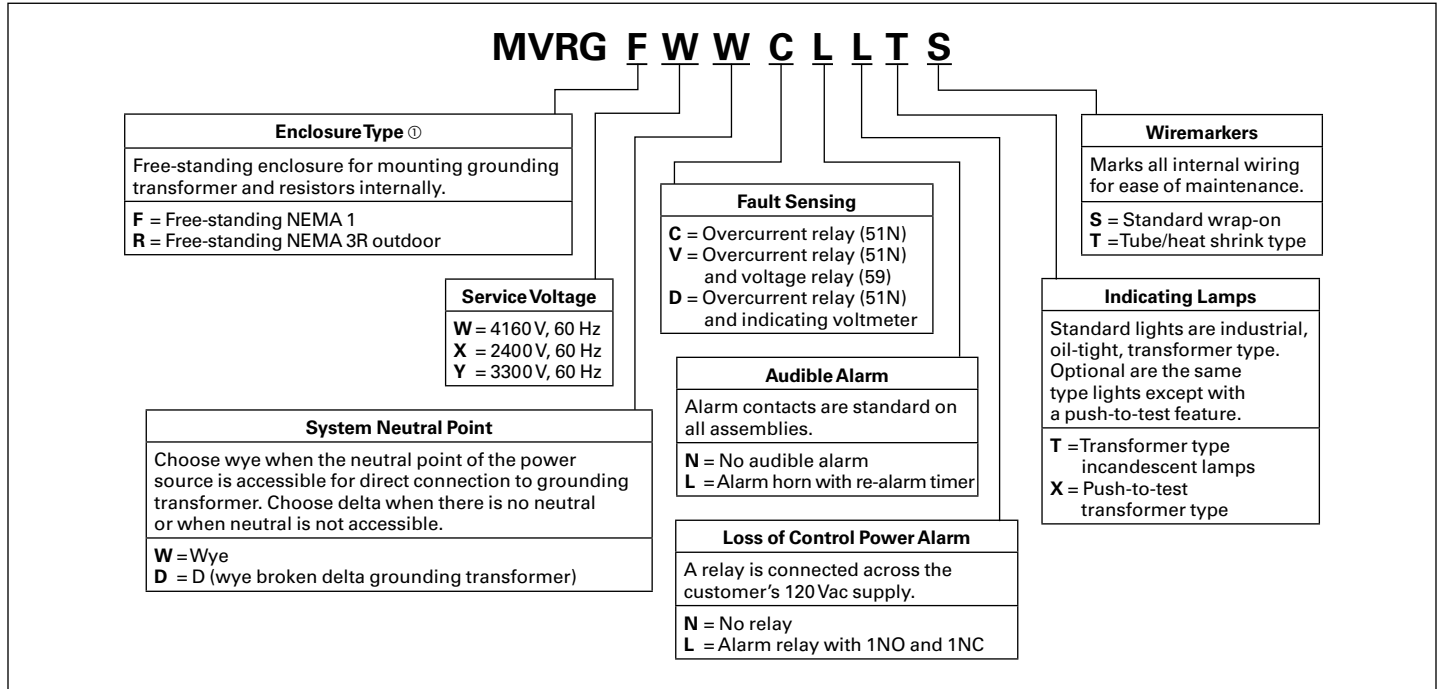 MVRG F W W C L L T S
Enclosure Type ①
Free-standing enclosure for mounting grounding
transformer and resistors internally.
F = Free-standing NEMA 1
R = Free-standing NEMA 3R outdoor
Service Voltage
W = 4160 V, 60 Hz
X = 2400 V, 60 Hz
Y = 3300 V, 60 Hz
System Neutral Point
Choose wye when the neutral point of the power
source is accessible for direct connection to grounding
transformer. Choose delta when there is no neutral
or when neutral is not accessible.
W = Wye
D = D (wye broken delta grounding transformer)
Fault Sensing
C = Overcurrent relay (51N)
V = Overcurrent relay (51N)
and voltage relay (59)
D = Overcurrent relay (51N)
and indicating voltmeter
Audible Alarm
Alarm contacts are standard on
all assemblies.
N = No audible alarm
L = Alarm horn with re-alarm timer
Loss of Control Power Alarm
A relay is connected across the
customer's 120 Vac supply.
N = No relay
L = Alarm relay with 1NO and 1NC
Wiremarkers
Marks all internal wiring
for ease of maintenance.
S = Standard wrap-on
T = Tube/heat shrink type
Indicating Lamps
Standard lights are industrial,
oil-tight, transformer type.
Optional are the same
type lights except with
a push-to-test feature.
T = Transformer type
incandescent lamps
X = Push-to-test
transformer type